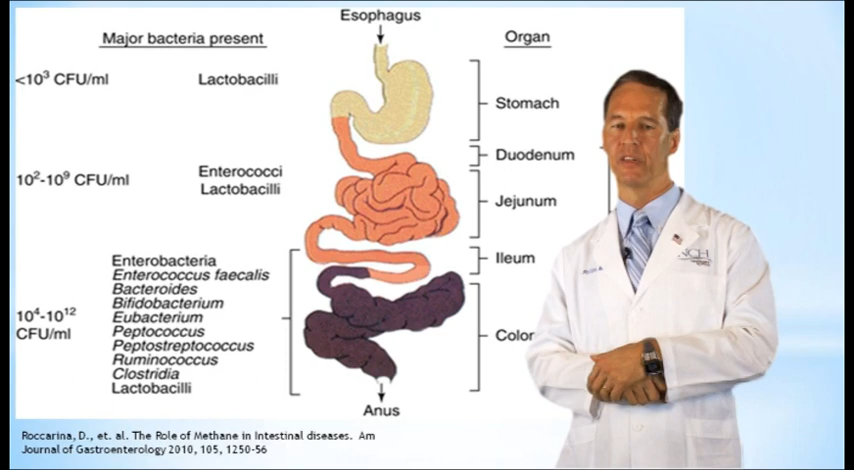 Esophagus
Major bacteria present
Organ
<10³ CFU/ml
Lactobacilli
Stomach
Duodenum
10²-10⁹ CFU/ml
Enterococci
Lactobacilli
Jejunum
Ileum
Enterobacteria
Enterococcus faecalis
Bacteroides
Bifidobacterium
Eubacterium
Peptococcus
Peptostreptococcus
Ruminococcus
Clostridia
Lactobacilli
10⁴-10¹²
CFU/ml
Colon
Anus
NCH
Roccarina, D., et. al. The Role of Methane in Intestinal diseases. Am
Journal of Gastroenterology 2010, 105, 1250-56